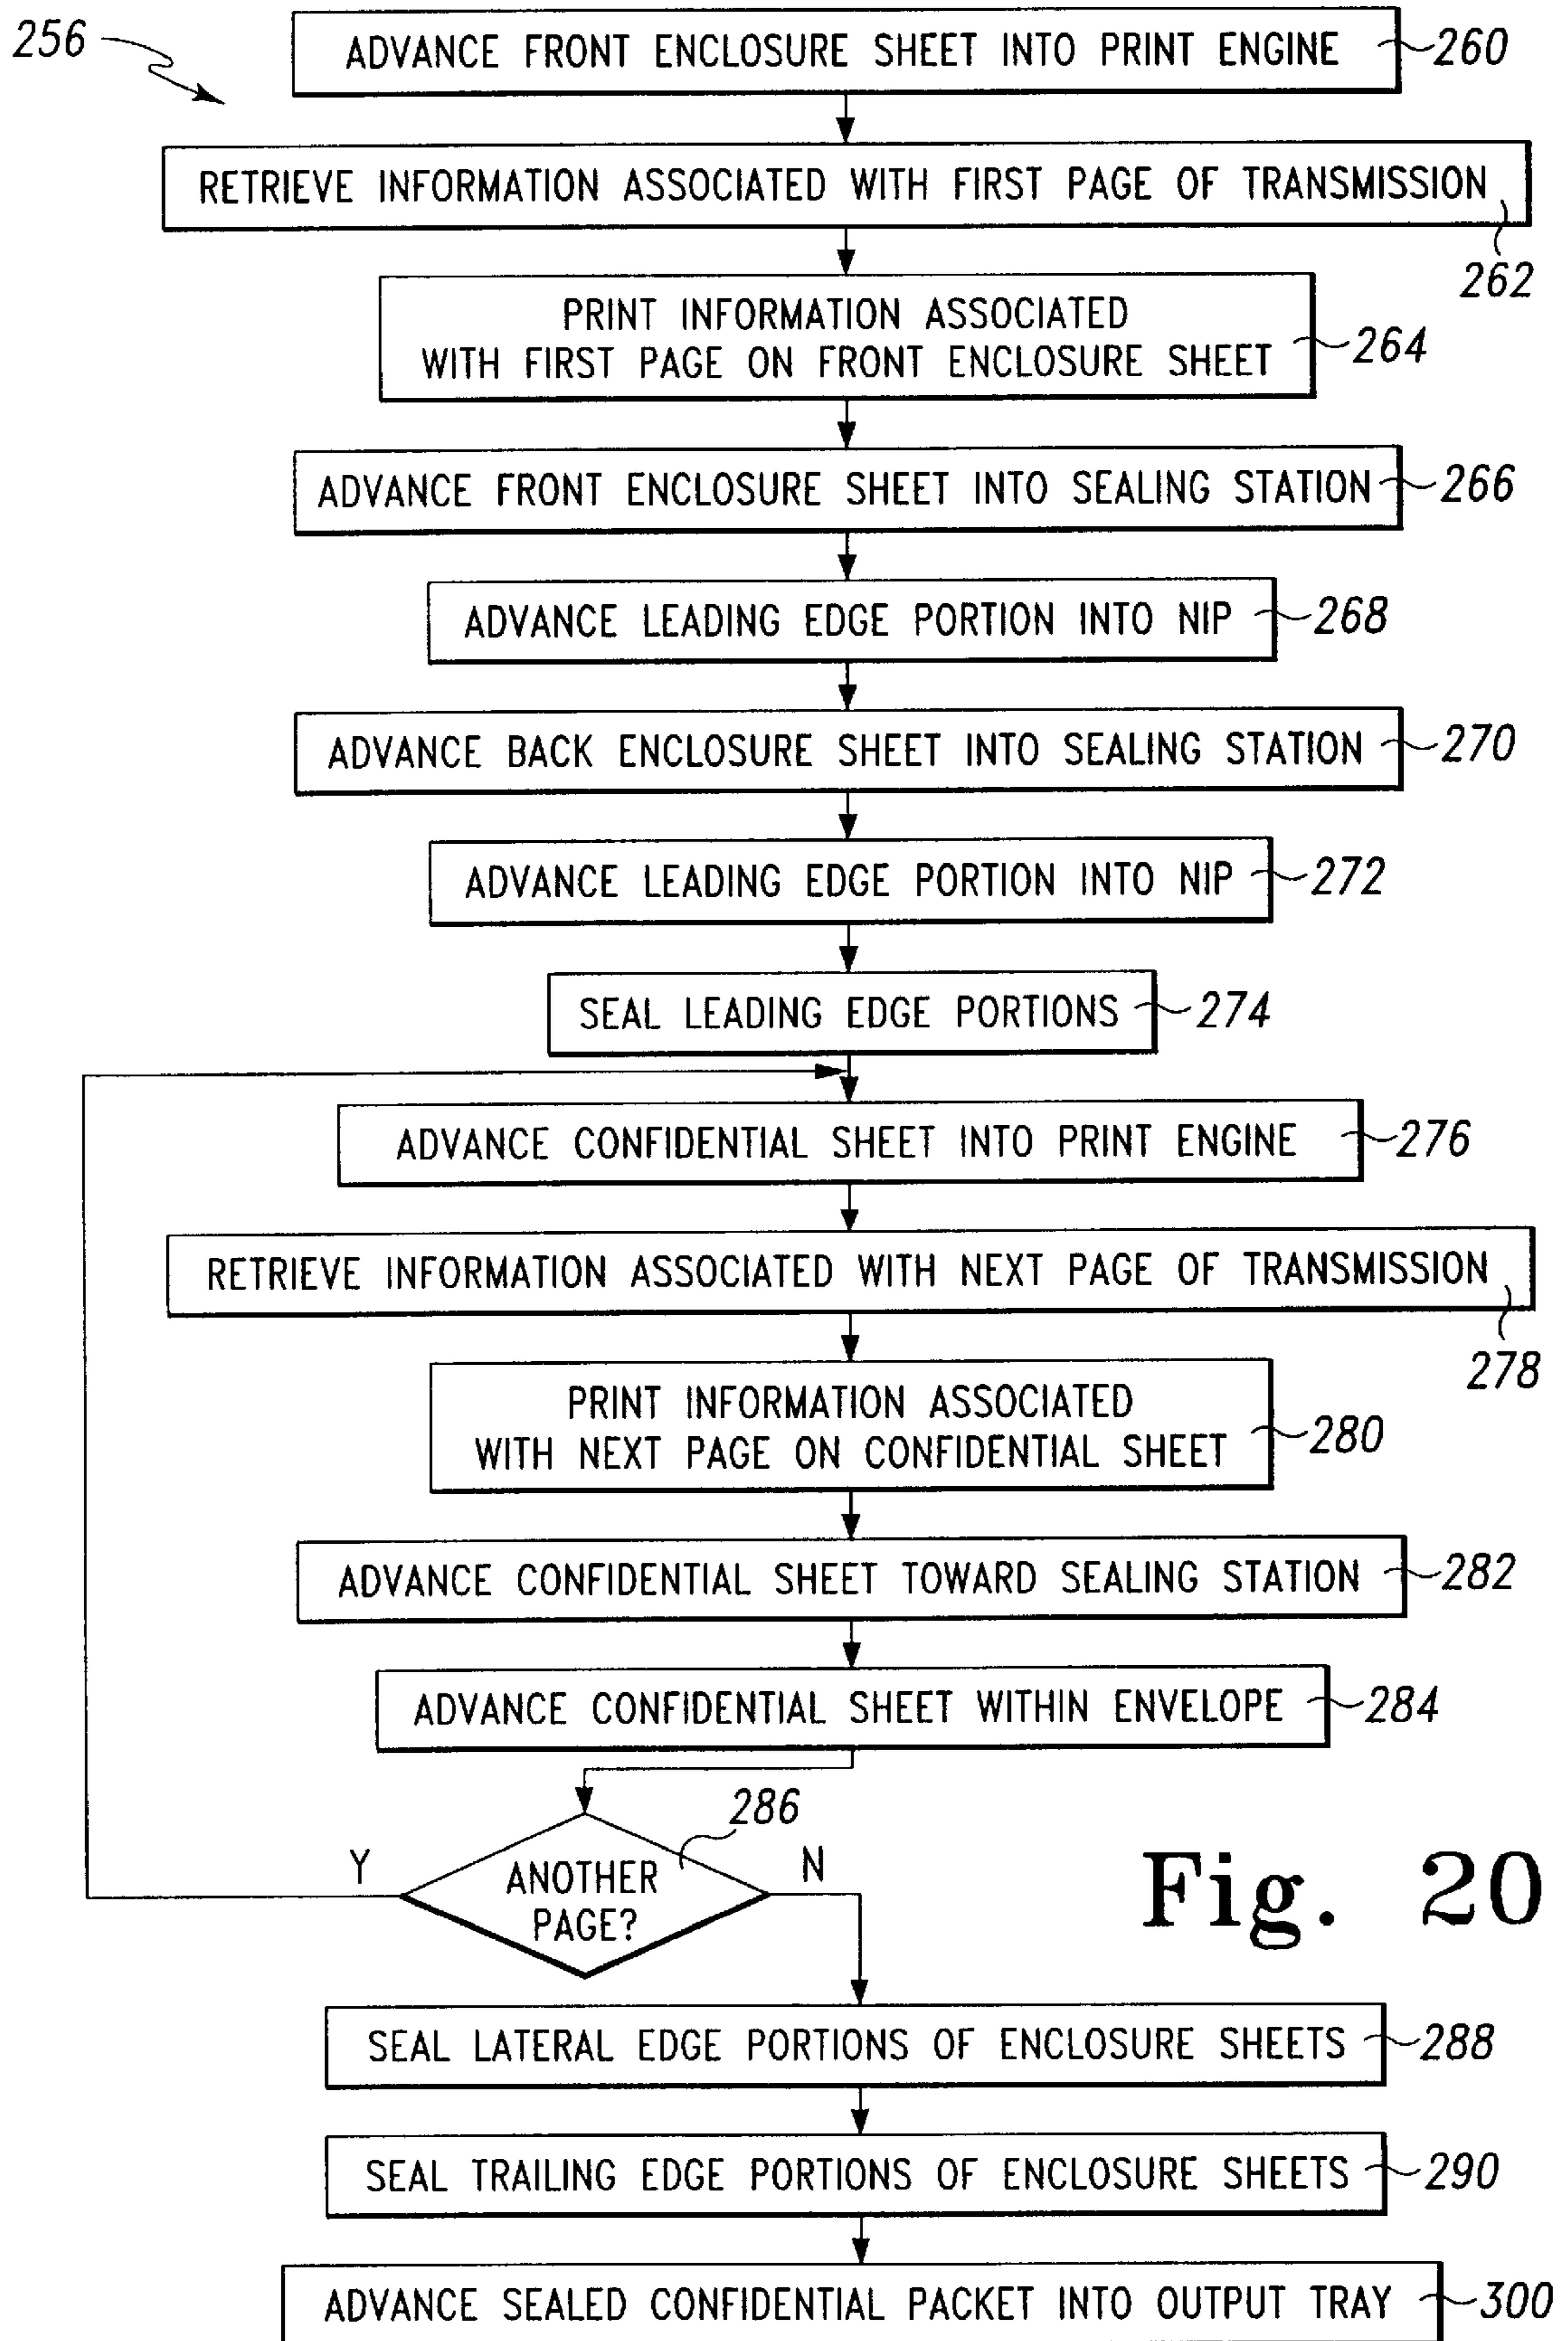 256
ADVANCE FRONT ENCLOSURE SHEET INTO PRINT ENGINE 260
RETRIEVE INFORMATION ASSOCIATED WITH FIRST PAGE OF TRANSMISSION
262
PRINT INFORMATION ASSOCIATED
WITH FIRST PAGE ON FRONT ENCLOSURE SHEET 264
ADVANCE FRONT ENCLOSURE SHEET INTO SEALING STATION 266
ADVANCE LEADING EDGE PORTION INTO NIP 268
ADVANCE BACK ENCLOSURE SHEET INTO SEALING STATION 270
ADVANCE LEADING EDGE PORTION INTO NIP 272
SEAL LEADING EDGE PORTIONS 274
ADVANCE CONFIDENTIAL SHEET INTO PRINT ENGINE 276
RETRIEVE INFORMATION ASSOCIATED WITH NEXT PAGE OF TRANSMISSION
278
PRINT INFORMATION ASSOCIATED
WITH NEXT PAGE ON CONFIDENTIAL SHEET 280
ADVANCE CONFIDENTIAL SHEET TOWARD SEALING STATION 282
ADVANCE CONFIDENTIAL SHEET WITHIN ENVELOPE 284
286
Y
ANOTHER
PAGE?
N
Fig. 20
SEAL LATERAL EDGE PORTIONS OF ENCLOSURE SHEETS 288
SEAL TRAILING EDGE PORTIONS OF ENCLOSURE SHEETS 290
ADVANCE SEALED CONFIDENTIAL PACKET INTO OUTPUT TRAY 300